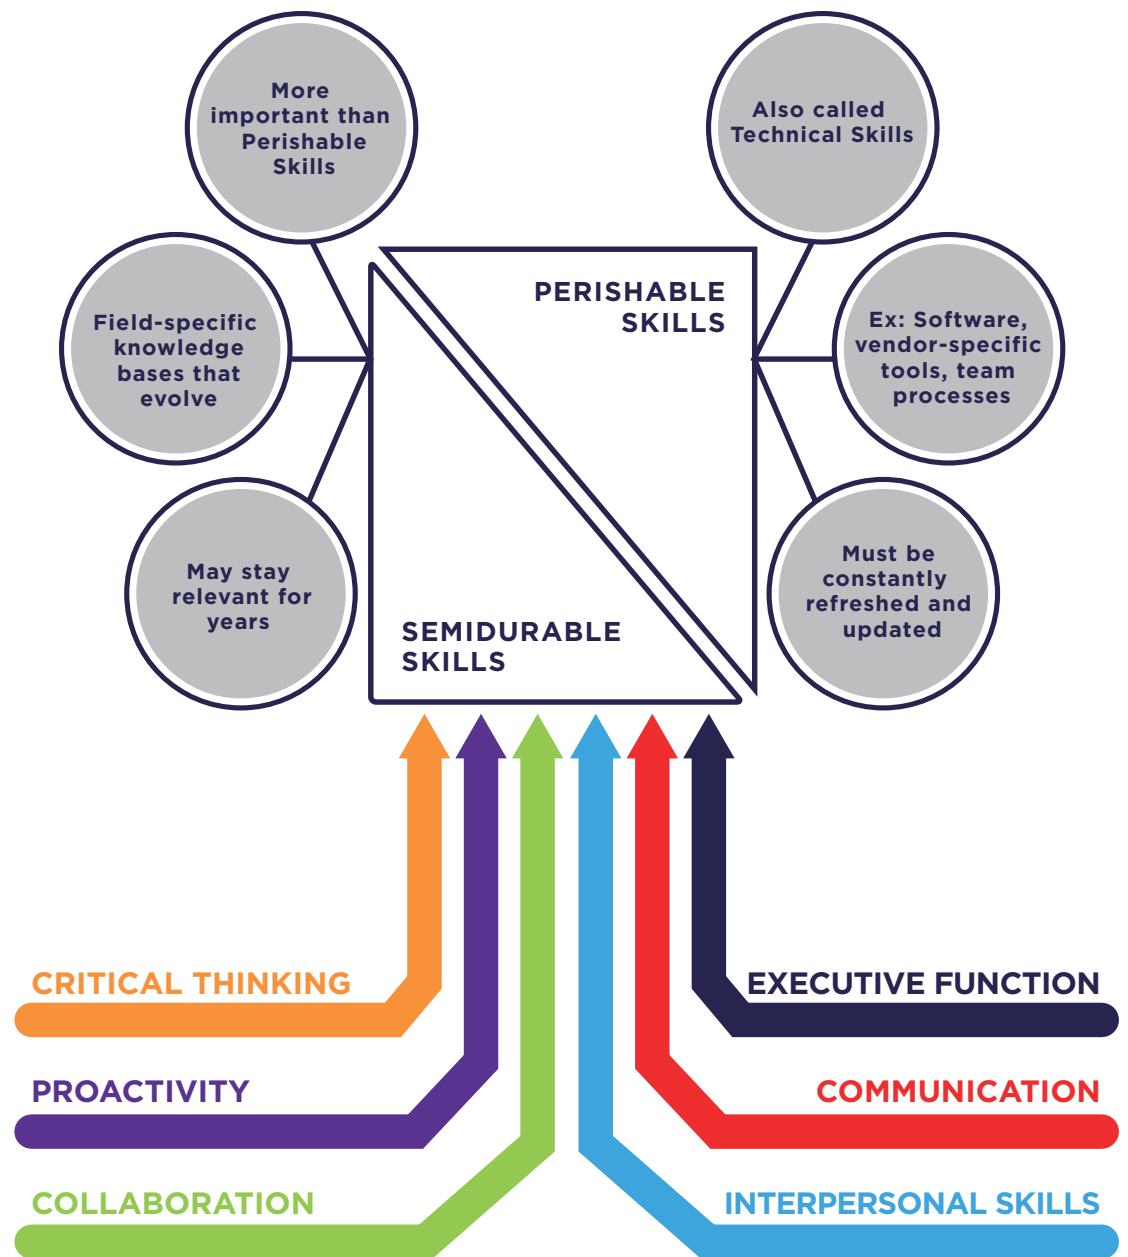 More
important than
Perishable
Skills
Also called
Technical Skills
Field-specific
knowledge
bases that
evolve
PERISHABLE
SKILLS
Ex: Software,
vendor-specific
tools, team
processes
May stay
relevant for
years
SEMIDURABLE
SKILLS
Must be
constantly
refreshed and
updated
CRITICAL THINKING
EXECUTIVE FUNCTION
PROACTIVITY
COMMUNICATION
COLLABORATION
INTERPERSONAL SKILLS